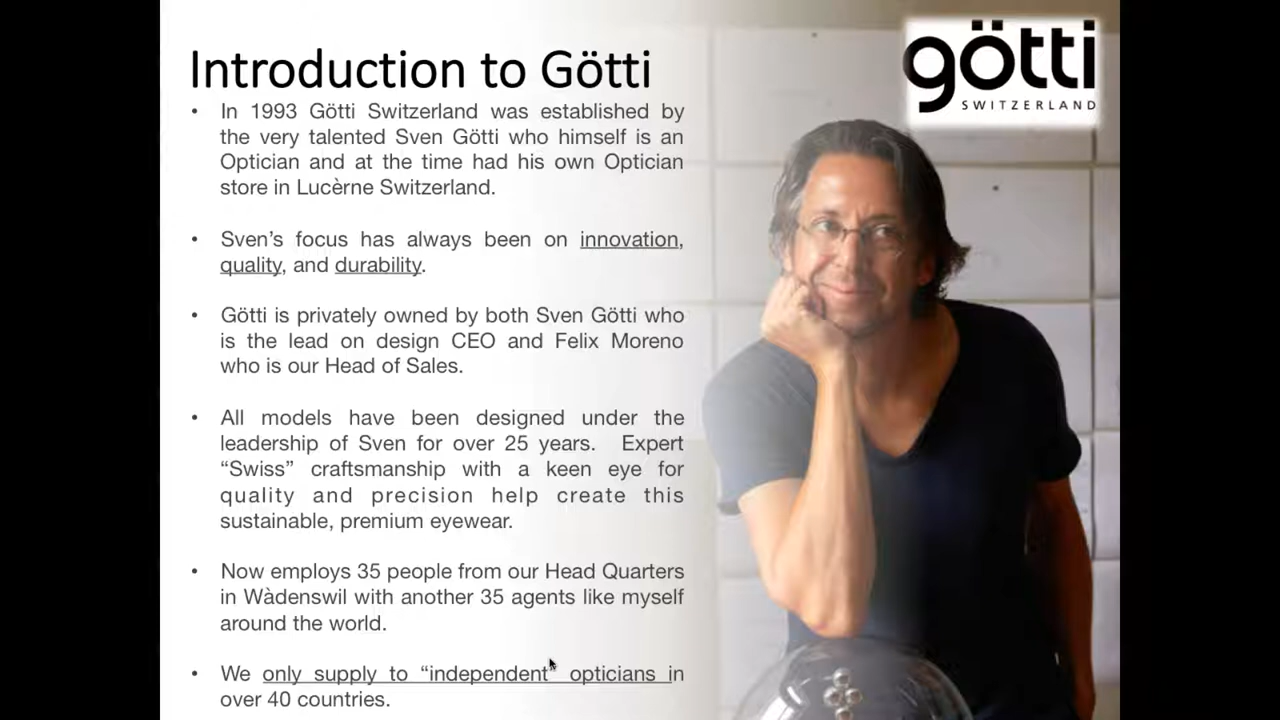 Introduction to Götti
götti
SWITZERLAND
• In 1993 Götti Switzerland was established by
the very talented Sven Götti who himself is an
Optician and at the time had his own Optician
store in Lucèrne Switzerland.
• Sven’s focus has always been on innovation,
quality, and durability.
• Götti is privately owned by both Sven Götti who
is the lead on design CEO and Felix Moreno
who is our Head of Sales.
• All models have been designed under the
leadership of Sven for over 25 years. Expert
“Swiss” craftsmanship with a keen eye for
quality and precision help create this
sustainable, premium eyewear.
• Now employs 35 people from our Head Quarters
in Wàdenswil with another 35 agents like myself
around the world.
• We only supply to “independent” opticians in
over 40 countries.